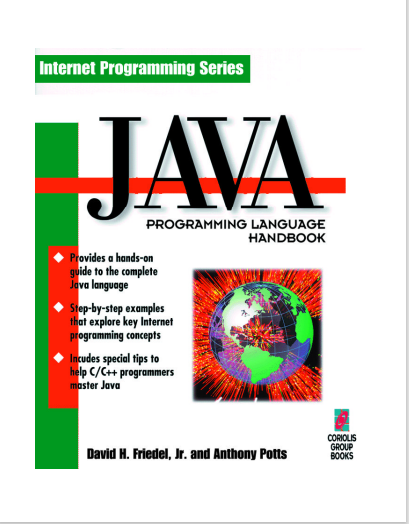 Internet Programming Series
JAVA
PROGRAMMING LANGUAGE
HANDBOOK
Provides a hands-on
guide to the complete
Java language
Step-by-step examples
that explore key Internet
programming concepts
Incudes special tips to
help C/C++ programmers
master Java
David H. Friedel, Jr. and Anthony Potts
CORIOLIS
GROUP
BOOKS